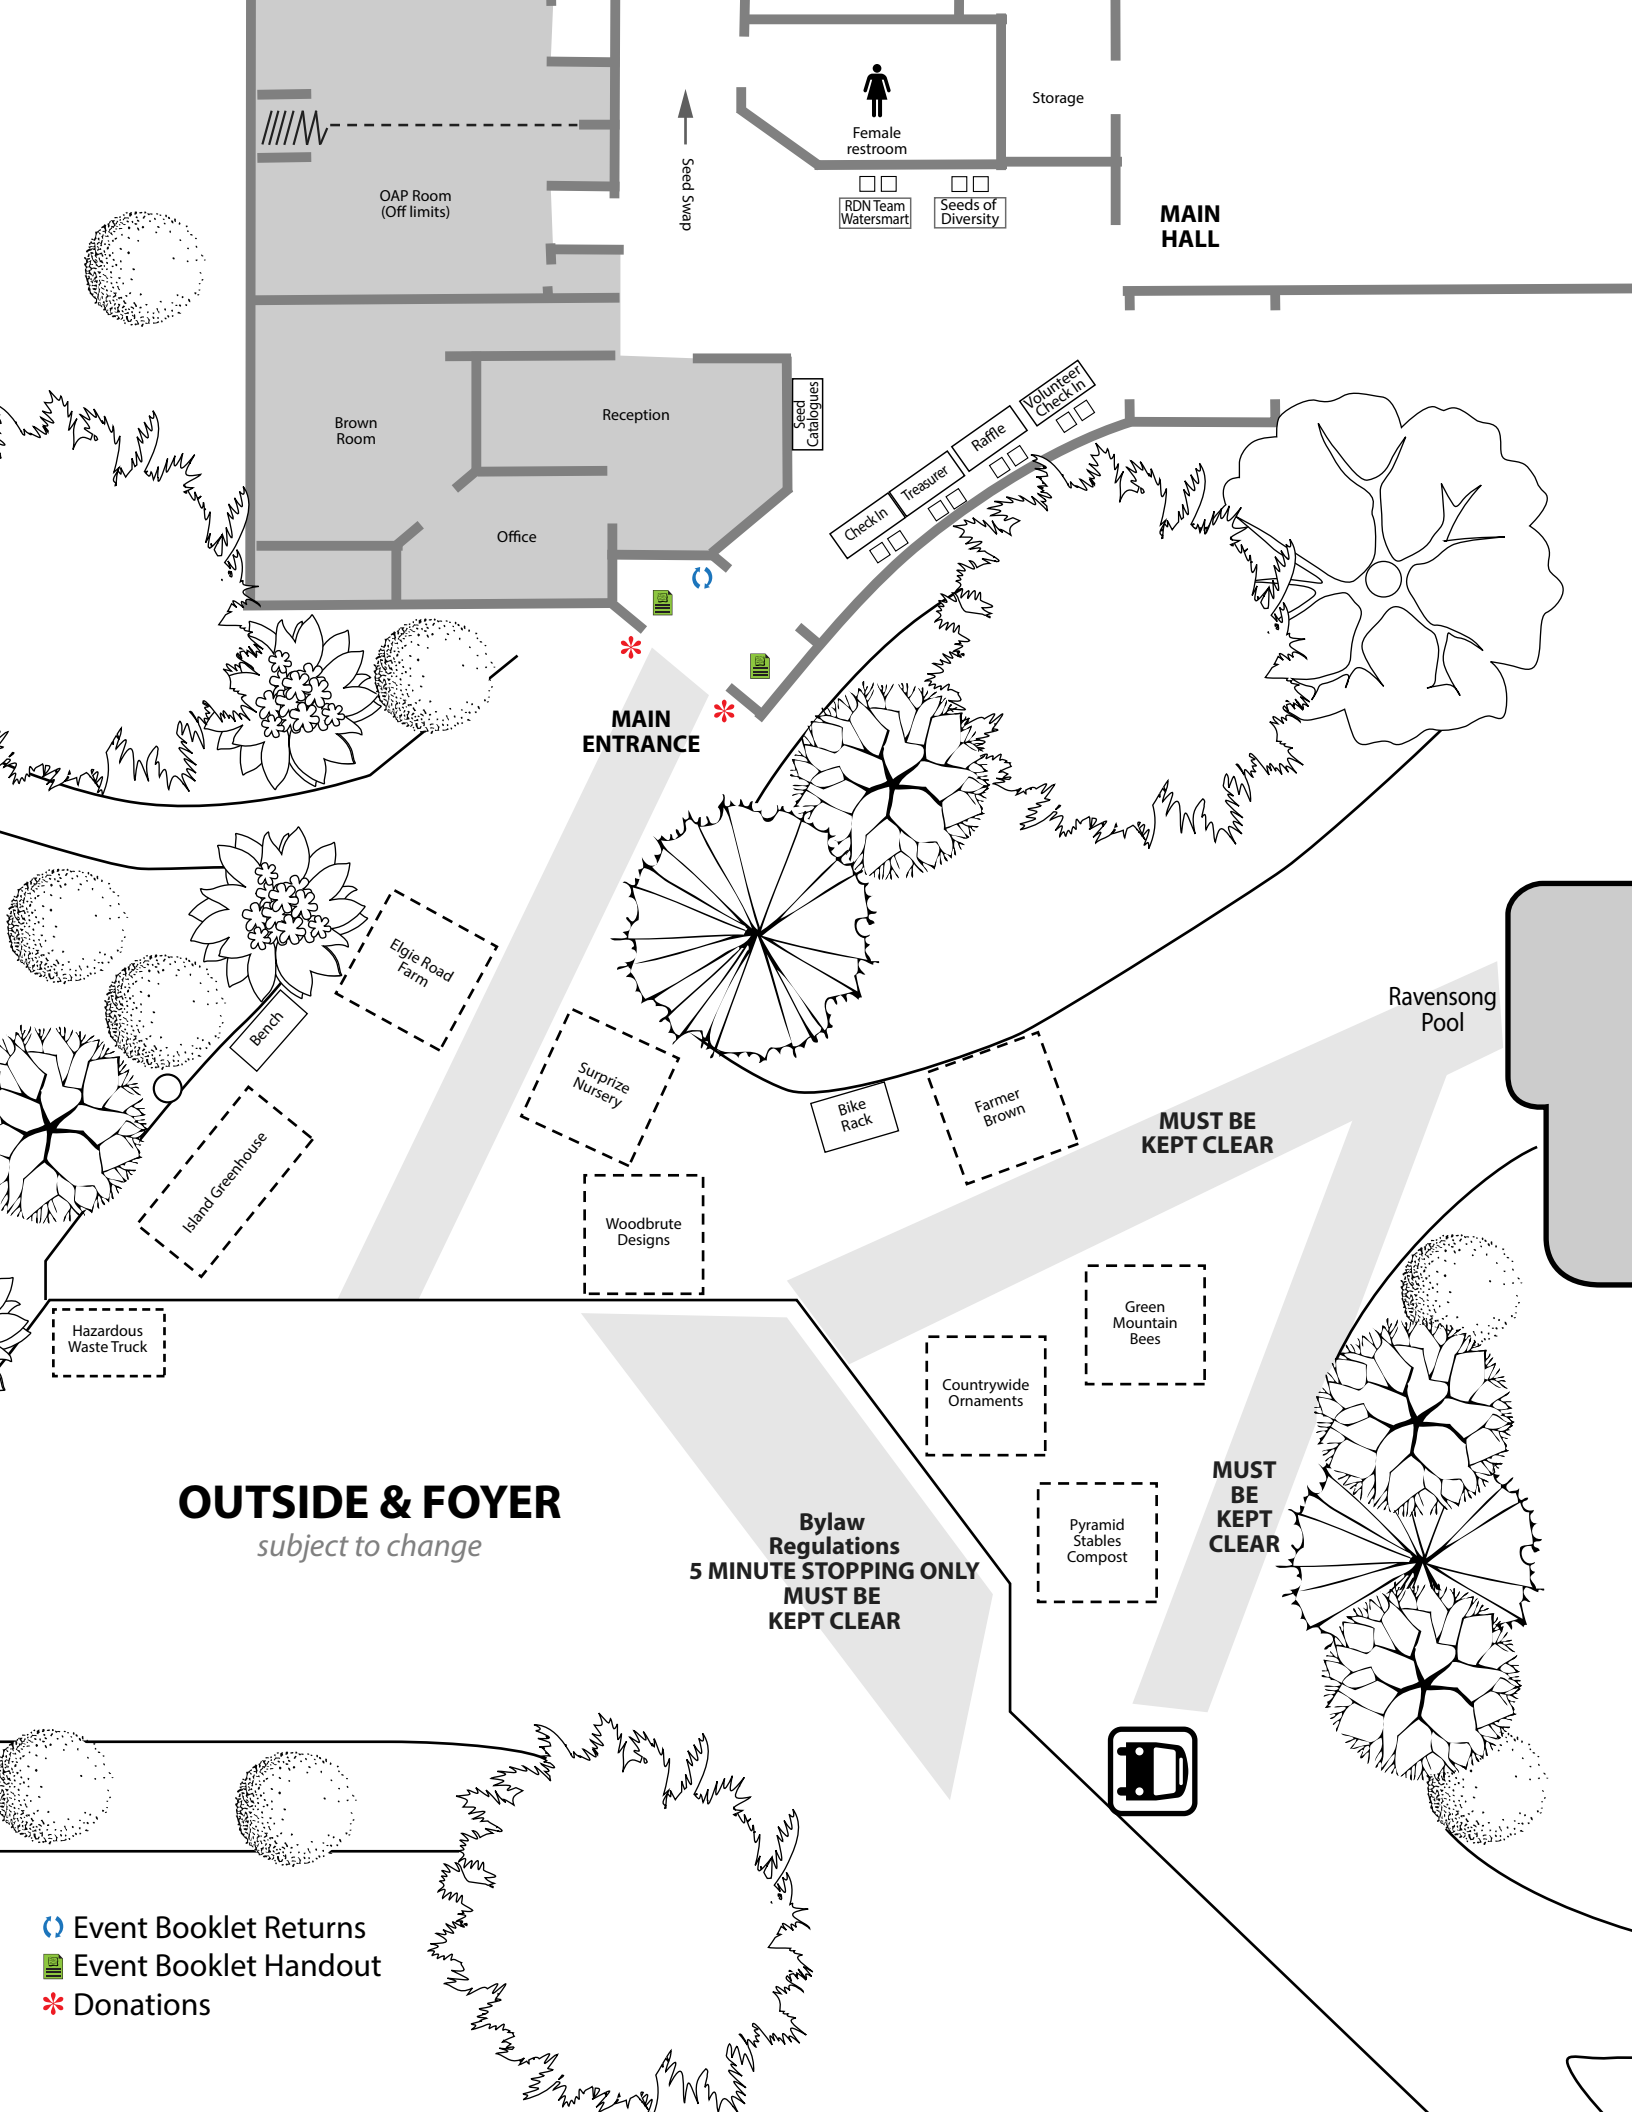 Storage
Female
restroom
Seed Swap
OAP Room
(Off limits)
RDN Team
Watersmart
Seeds of
Diversity
MAIN
HALL
Brown
Room
Reception
Seed
Catalogues
Volunteer
Check In
Raffle
Treasurer
Check In
Office
MAIN
ENTRANCE
Elgie Road
Farm
Bench
Ravensong
Pool
Surprize
Nursery
Bike
Rack
Farmer
Brown
MUST BE
KEPT CLEAR
Island Greenhouse
Woodbrute
Designs
Hazardous
Waste Truck
Green
Mountain
Bees
Countrywide
Ornaments
OUTSIDE & FOYER
subject to change
MUST
BE
KEPT
CLEAR
Bylaw
Regulations
5 MINUTE STOPPING ONLY
MUST BE
KEPT CLEAR
Pyramid
Stables
Compost
Event Booklet Returns
Event Booklet Handout
Donations